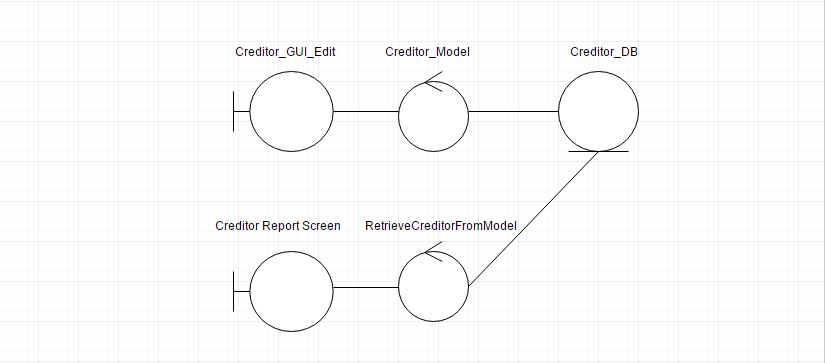 Creditor_GUI_Edit
Creditor_Model
Creditor_DB
Creditor Report Screen
RetrieveCreditorFromModel